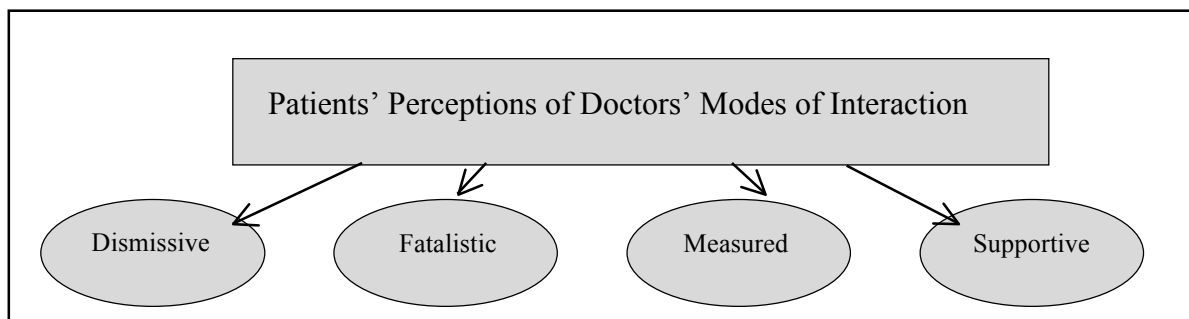 Patients’ Perceptions of Doctors’ Modes of Interaction
Dismissive
Fatalistic
Measured
Supportive